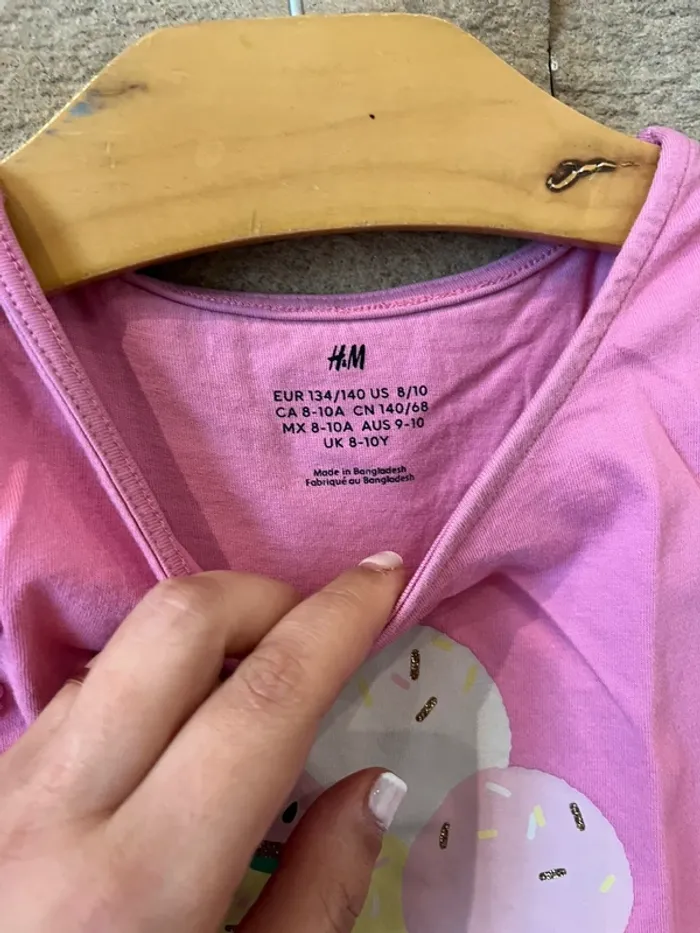 H&M
EUR 134/140 US 8/10
CA 8-10A CN 140/68
MX 8-10A AUS 9-10
UK 8-10Y
Made in Bangladesh
Fabriqué au Bangladesh